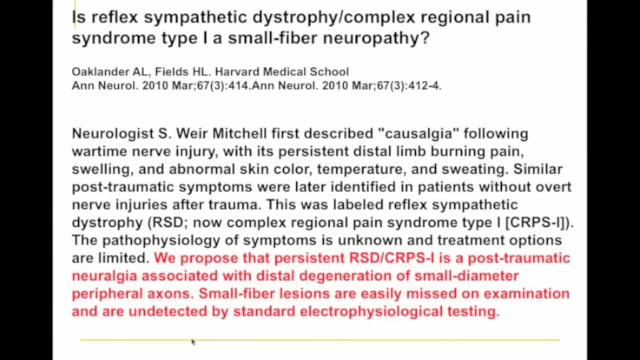 Is reflex sympathetic dystrophy/complex regional pain
syndrome type I a small-fiber neuropathy?
Oaklander AL, Fields HL. Harvard Medical School
Ann Neurol. 2010 Mar;67(3):414.Ann Neurol. 2010 Mar;67(3):412-4.
Neurologist S. Weir Mitchell first described "causalgia" following
wartime nerve injury, with its persistent distal limb burning pain,
swelling, and abnormal skin color, temperature, and sweating. Similar
post-traumatic symptoms were later identified in patients without overt
nerve injuries after trauma. This was labeled reflex sympathetic
dystrophy (RSD; now complex regional pain syndrome type I [CRPS-I]).
The pathophysiology of symptoms is unknown and treatment options
are limited. We propose that persistent RSD/CRPS-I is a post-traumatic
neuralgia associated with distal degeneration of small-diameter
peripheral axons. Small-fiber lesions are easily missed on examination
and are undetected by standard electrophysiological testing.